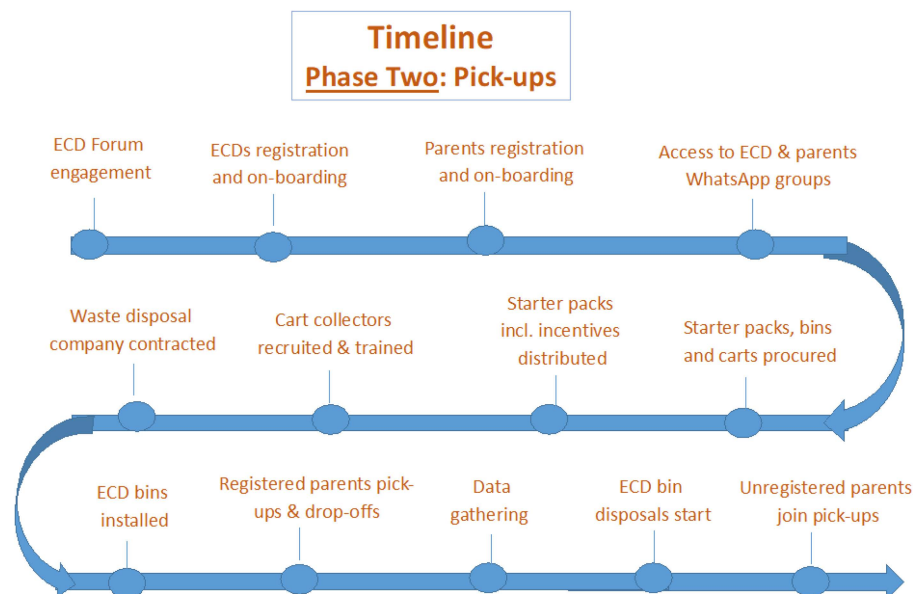 Timeline
Phase Two: Pick-ups
ECD Forum
engagement
ECDs registration
and on-boarding
Parents registration
and on-boarding
Access to ECD & parents
WhatsApp groups
Waste disposal
company contracted
Cart collectors
recruited & trained
Starter packs
incl. incentives
distributed
Starter packs, bins
and carts procured
ECD bins
installed
Registered parents pick-
ups & drop-offs
Data
gathering
ECD bin
disposals start
Unregistered parents
join pick-ups